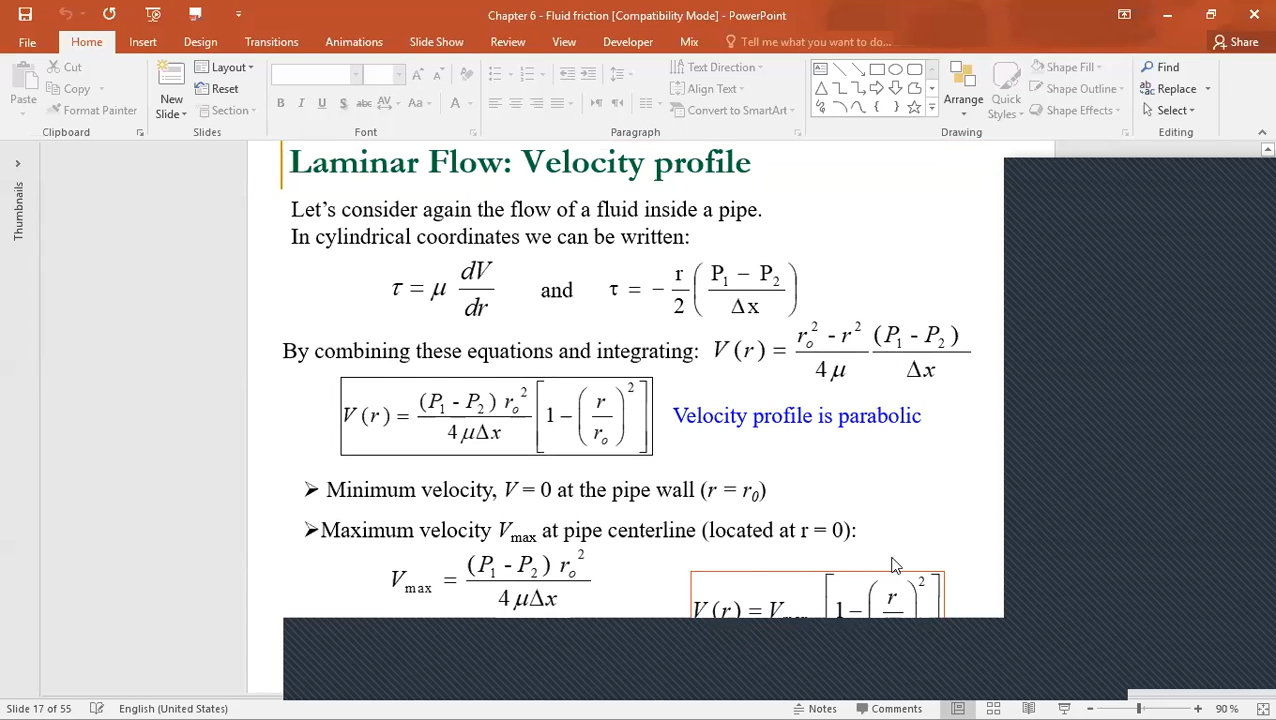 Chapter 6 - Fluid friction [Compatibility Mode] - PowerPoint
File Home Insert Design Transitions Animations Slide Show Review View Developer Mix Tell me what you want to do... Share
Paste Cut Copy Format Painter Clipboard
New Slide Layout Reset Section Slides
Font
Text Direction Align Text Convert to SmartArt Paragraph
Arrange Quick Styles Shape Fill Shape Outline Shape Effects Drawing
Find Replace Select Editing
Thumbnails
Laminar Flow: Velocity profile
Let's consider again the flow of a fluid inside a pipe.
In cylindrical coordinates we can be written:
τ = μ dV/dr and τ = − r/2 ( (P₁ − P₂)/Δx )
By combining these equations and integrating: V (r) = (rₒ² - r²)/(4 μ) (P₁ - P₂)/Δx
V (r) = ((P₁ - P₂) rₒ²)/(4 μΔx) [1 − (r/rₒ)²] Velocity profile is parabolic
➢ Minimum velocity, V = 0 at the pipe wall (r = r₀)
➢Maximum velocity Vmax at pipe centerline (located at r = 0):
Vmax = ((P₁ - P₂) rₒ²)/(4 μΔx)
V (r) = V [1 − (r
)²]
Slide 17 of 55 English (United States) Notes Comments 90 %